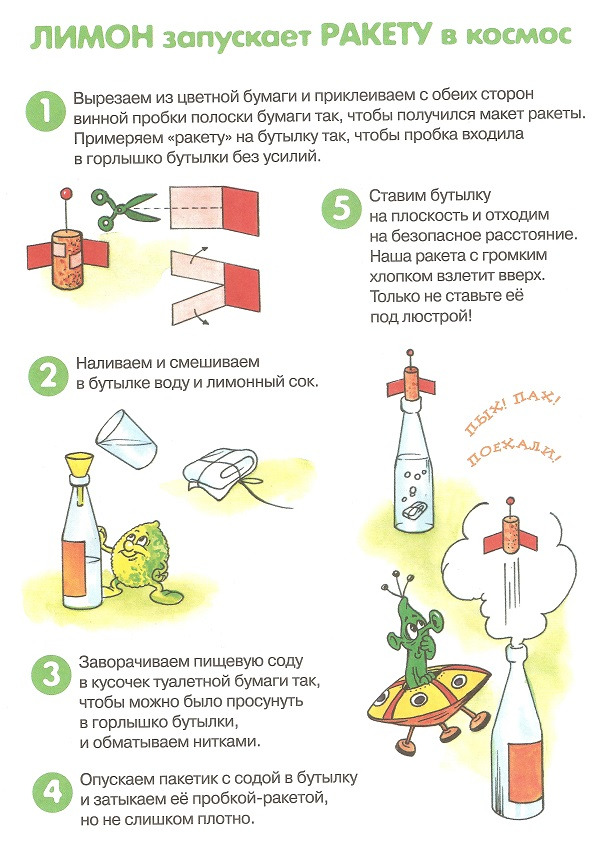 ЛИМОН запускает РАКЕТУ в космос
1
Вырезаем из цветной бумаги и приклеиваем с обеих сторон
винной пробки полоски бумаги так, чтобы получился макет ракеты.
Примеряем «ракету» на бутылку так, чтобы пробка входила
в горлышко бутылки без усилий.
2
Наливаем и смешиваем
в бутылке воду и лимонный сок.
3
Заворачиваем пищевую соду
в кусочек туалетной бумаги так,
чтобы можно было просунуть
в горлышко бутылки,
и обматываем нитками.
4
Опускаем пакетик с содой в бутылку
и затыкаем её пробкой-ракетой,
но не слишком плотно.
5
Ставим бутылку
на плоскость и отходим
на безопасное расстояние.
Наша ракета с громким
хлопком взлетит вверх.
Только не ставьте её
под люстрой!
ПЫХ! ПАХ!
ПОЕХАЛИ!